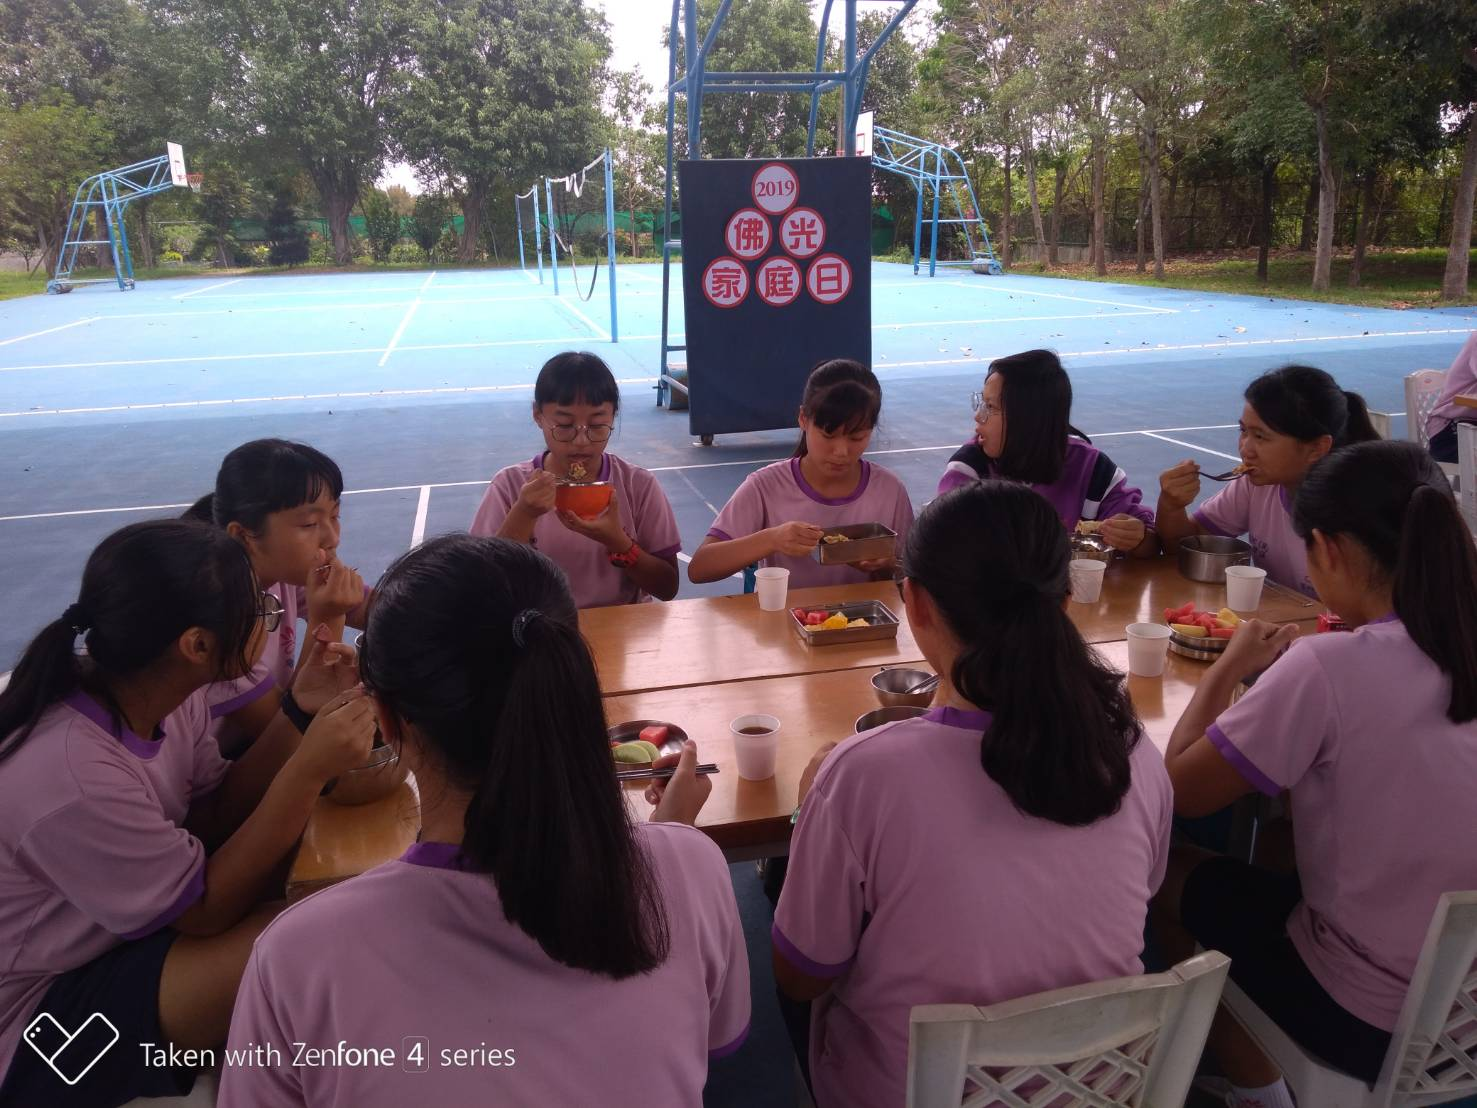 2019
佛光
家庭日
Taken with Zenfone 4 series